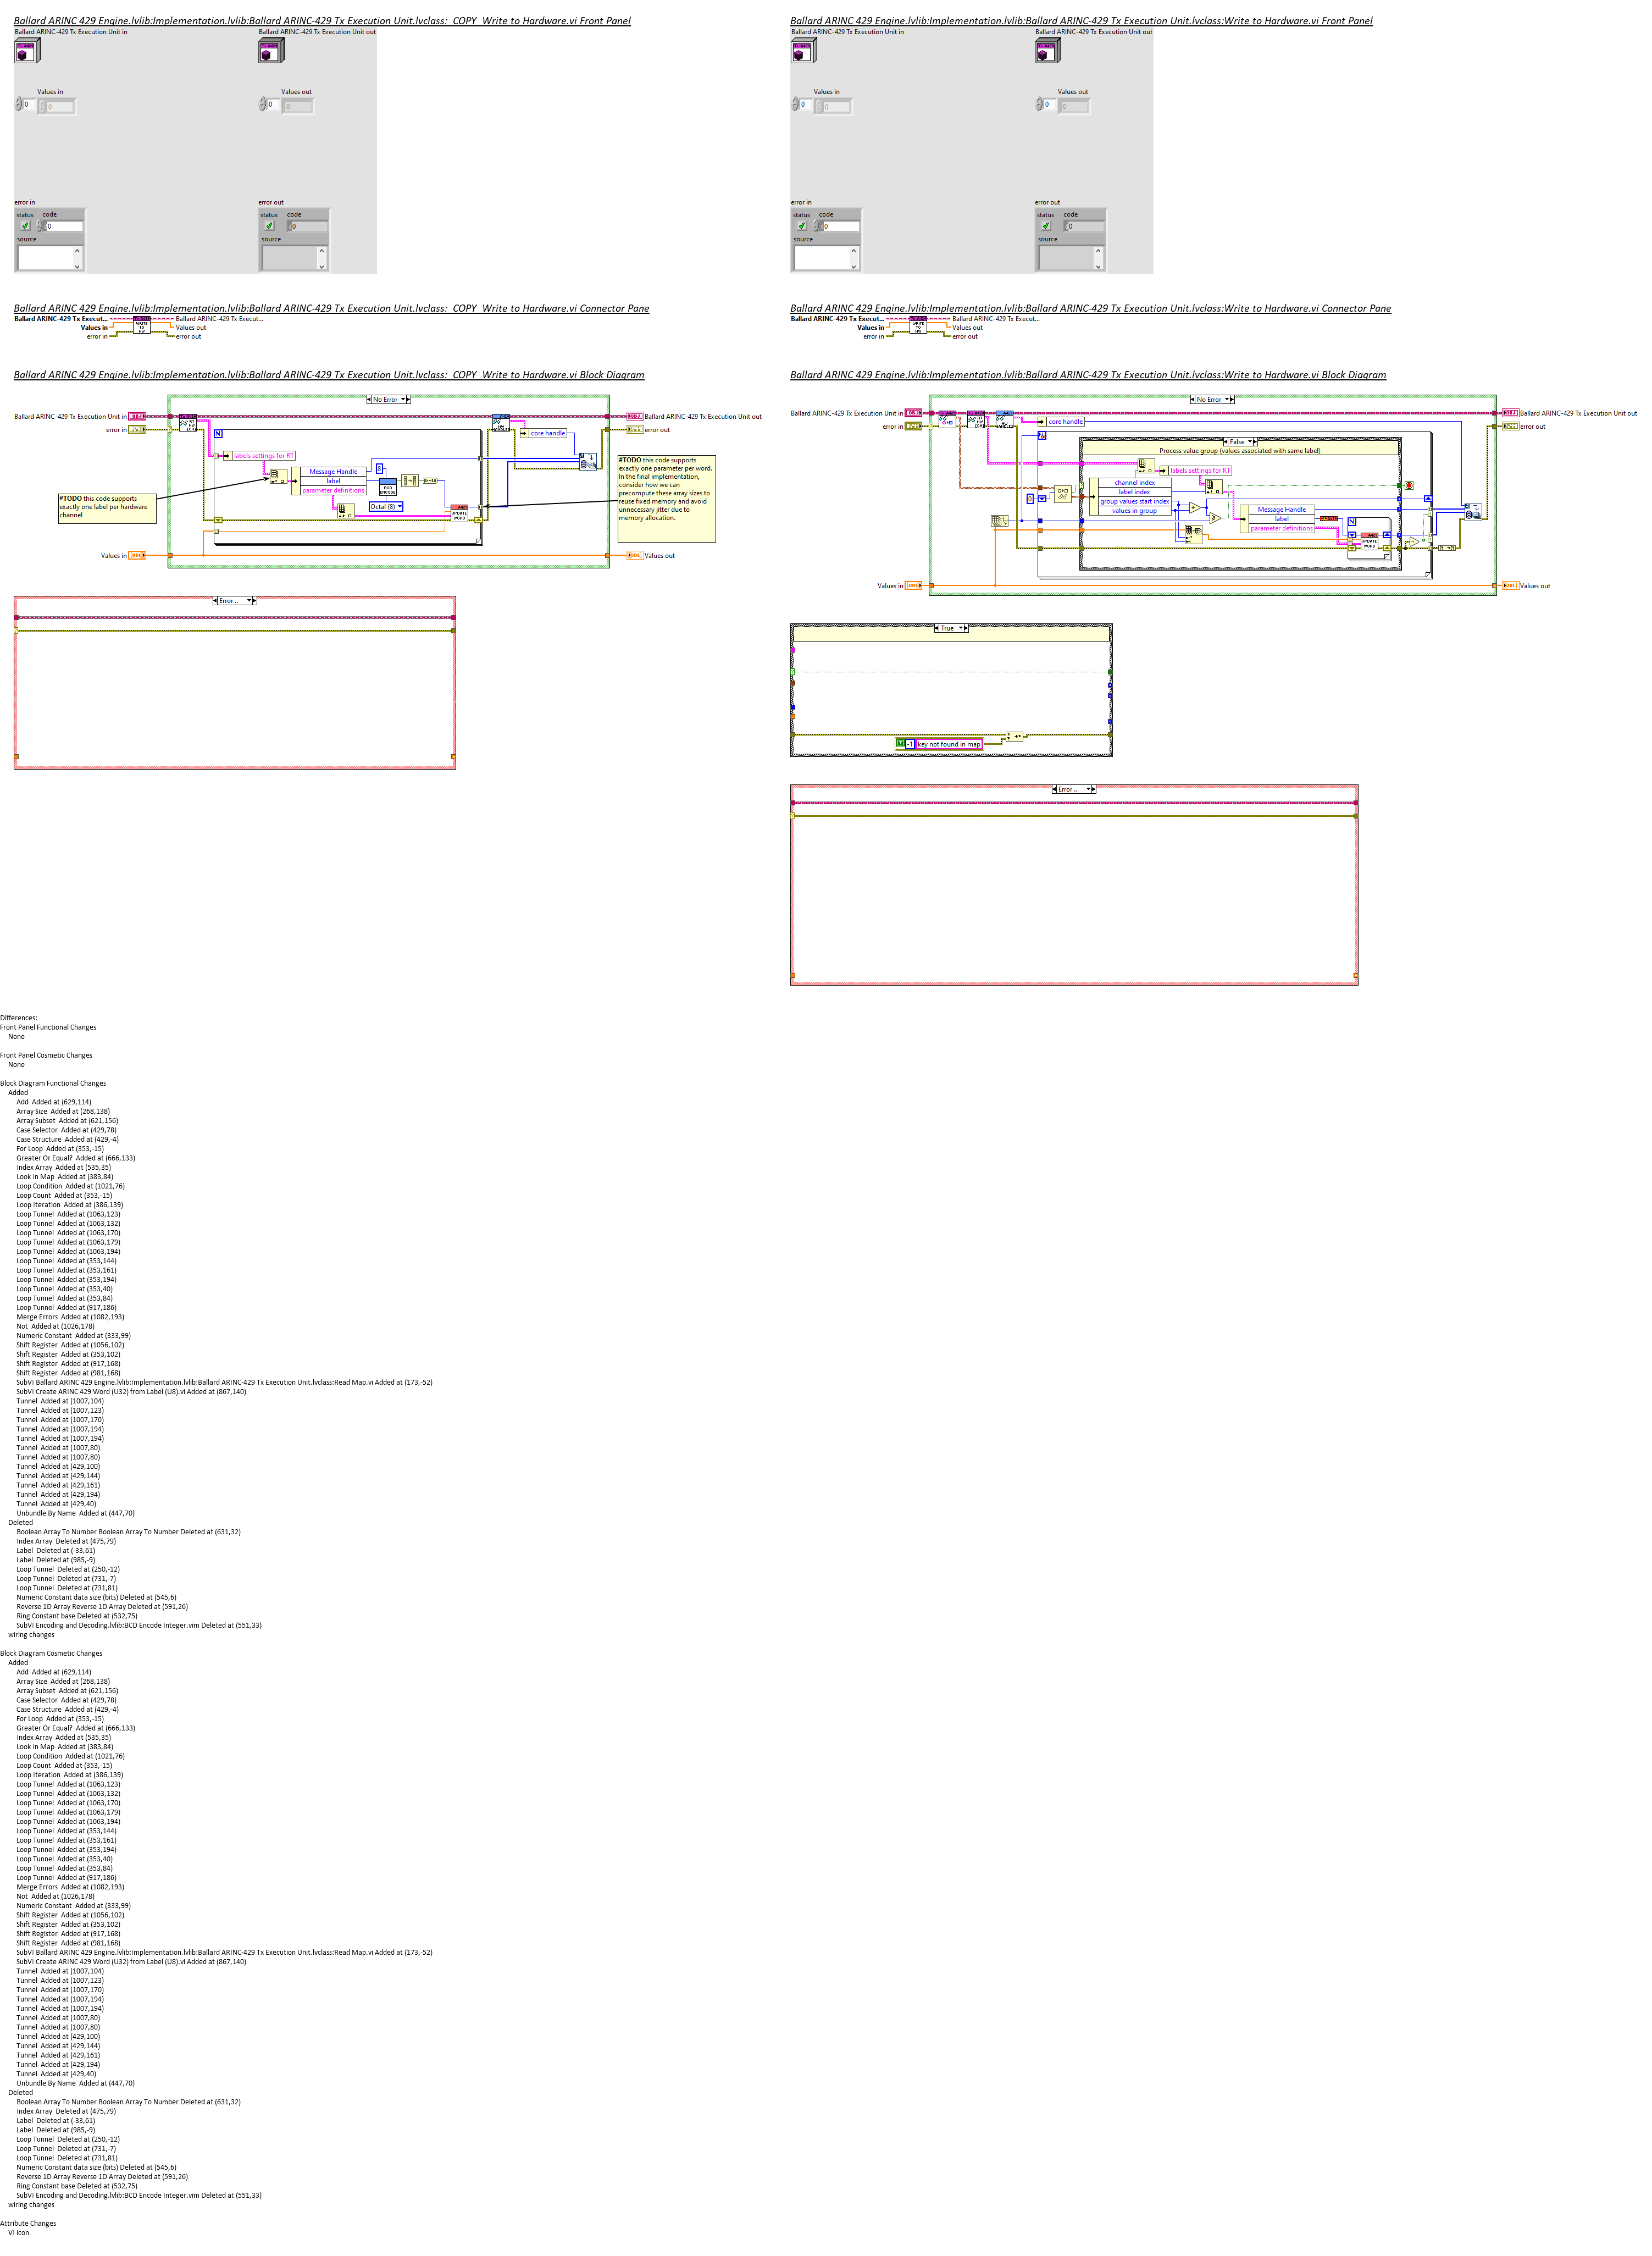 Ballard ARINC 429 Engine.lvlib:Implementation.lvlib:Ballard ARINC-429 Tx Execution Unit.lvclass:_COPY_Write to Hardware.vi Front Panel
Ballard ARINC-429 Tx Execution Unit in
Ballard ARINC-429 Tx Execution Unit out
Values in
Values out
0
0
0
0
error in
error out
status
code
status
code
0
0
source
source
Ballard ARINC 429 Engine.lvlib:Implementation.lvlib:Ballard ARINC-429 Tx Execution Unit.lvclass:Write to Hardware.vi Front Panel
Ballard ARINC-429 Tx Execution Unit in
Ballard ARINC-429 Tx Execution Unit out
Values in
Values out
0
0
0
0
error in
error out
status
code
status
code
0
0
source
source
Ballard ARINC 429 Engine.lvlib:Implementation.lvlib:Ballard ARINC-429 Tx Execution Unit.lvclass:_COPY_Write to Hardware.vi Connector Pane
Ballard ARINC-429 Tx Execut...
Ballard ARINC-429 Tx Execut...
Values in
Values out
error in
error out
WRITE TO HW
Ballard ARINC 429 Engine.lvlib:Implementation.lvlib:Ballard ARINC-429 Tx Execution Unit.lvclass:Write to Hardware.vi Connector Pane
Ballard ARINC-429 Tx Execut...
Ballard ARINC-429 Tx Execut...
Values in
Values out
error in
error out
WRITE TO HW
Ballard ARINC 429 Engine.lvlib:Implementation.lvlib:Ballard ARINC-429 Tx Execution Unit.lvclass:_COPY_Write to Hardware.vi Block Diagram
No Error
Ballard ARINC-429 Tx Execution Unit in
Ballard ARINC-429 Tx Execution Unit out
error in
error out
core handle
labels settings for RT
Message Handle
label
parameter definitions
8
BCD ENCODE
Octal (8)
UPDATE WORD
N
#TODO this code supports
exactly one label per hardware
channel
#TODO this code supports
exactly one parameter per word.
In the final implementation,
consider how we can
precompute these array sizes to
reuse fixed memory and avoid
unnecessary jitter due to
memory allocation.
Values in
Values out
Error ..
Ballard ARINC 429 Engine.lvlib:Implementation.lvlib:Ballard ARINC-429 Tx Execution Unit.lvclass:Write to Hardware.vi Block Diagram
No Error
Ballard ARINC-429 Tx Execution Unit in
Ballard ARINC-429 Tx Execution Unit out
error in
error out
core handle
False
Process value group (values associated with same label)
labels settings for RT
channel index
label index
group values start index
values in group
Message Handle
label
parameter definitions
0
N
UPDATE WORD
Values in
Values out
True
-1
key not found in map
Error ..
Differences:
Front Panel Functional Changes
None
Front Panel Cosmetic Changes
None
Block Diagram Functional Changes
Added
Add  Added at (629,114)
Array Size  Added at (268,138)
Array Subset  Added at (621,156)
Case Selector  Added at (429,78)
Case Structure  Added at (429,-4)
For Loop  Added at (353,-15)
Greater Or Equal?  Added at (666,133)
Index Array  Added at (535,35)
Look In Map  Added at (383,84)
Loop Condition  Added at (1021,76)
Loop Count  Added at (353,-15)
Loop Iteration  Added at (386,139)
Loop Tunnel  Added at (1063,123)
Loop Tunnel  Added at (1063,132)
Loop Tunnel  Added at (1063,170)
Loop Tunnel  Added at (1063,179)
Loop Tunnel  Added at (1063,194)
Loop Tunnel  Added at (353,144)
Loop Tunnel  Added at (353,161)
Loop Tunnel  Added at (353,194)
Loop Tunnel  Added at (353,40)
Loop Tunnel  Added at (353,84)
Loop Tunnel  Added at (917,186)
Merge Errors  Added at (1082,193)
Not  Added at (1026,178)
Numeric Constant  Added at (333,99)
Shift Register  Added at (1056,102)
Shift Register  Added at (353,102)
Shift Register  Added at (917,168)
Shift Register  Added at (981,168)
SubVI Ballard ARINC 429 Engine.lvlib:Implementation.lvlib:Ballard ARINC-429 Tx Execution Unit.lvclass:Read Map.vi Added at (173,-52)
SubVI Create ARINC 429 Word (U32) from Label (U8).vi Added at (867,140)
Tunnel  Added at (1007,104)
Tunnel  Added at (1007,123)
Tunnel  Added at (1007,170)
Tunnel  Added at (1007,194)
Tunnel  Added at (1007,194)
Tunnel  Added at (1007,80)
Tunnel  Added at (1007,80)
Tunnel  Added at (429,100)
Tunnel  Added at (429,144)
Tunnel  Added at (429,161)
Tunnel  Added at (429,194)
Tunnel  Added at (429,40)
Unbundle By Name  Added at (447,70)
Deleted
Boolean Array To Number Boolean Array To Number Deleted at (631,32)
Index Array  Deleted at (475,79)
Label  Deleted at (-33,61)
Label  Deleted at (985,-9)
Loop Tunnel  Deleted at (250,-12)
Loop Tunnel  Deleted at (731,-7)
Loop Tunnel  Deleted at (731,81)
Numeric Constant data size (bits) Deleted at (545,6)
Reverse 1D Array Reverse 1D Array Deleted at (591,26)
Ring Constant base Deleted at (532,75)
SubVI Encoding and Decoding.lvlib:BCD Encode Integer.vim Deleted at (551,33)
wiring changes
Block Diagram Cosmetic Changes
Added
Add  Added at (629,114)
Array Size  Added at (268,138)
Array Subset  Added at (621,156)
Case Selector  Added at (429,78)
Case Structure  Added at (429,-4)
For Loop  Added at (353,-15)
Greater Or Equal?  Added at (666,133)
Index Array  Added at (535,35)
Look In Map  Added at (383,84)
Loop Condition  Added at (1021,76)
Loop Count  Added at (353,-15)
Loop Iteration  Added at (386,139)
Loop Tunnel  Added at (1063,123)
Loop Tunnel  Added at (1063,132)
Loop Tunnel  Added at (1063,170)
Loop Tunnel  Added at (1063,179)
Loop Tunnel  Added at (1063,194)
Loop Tunnel  Added at (353,144)
Loop Tunnel  Added at (353,161)
Loop Tunnel  Added at (353,194)
Loop Tunnel  Added at (353,40)
Loop Tunnel  Added at (353,84)
Loop Tunnel  Added at (917,186)
Merge Errors  Added at (1082,193)
Not  Added at (1026,178)
Numeric Constant  Added at (333,99)
Shift Register  Added at (1056,102)
Shift Register  Added at (353,102)
Shift Register  Added at (917,168)
Shift Register  Added at (981,168)
SubVI Ballard ARINC 429 Engine.lvlib:Implementation.lvlib:Ballard ARINC-429 Tx Execution Unit.lvclass:Read Map.vi Added at (173,-52)
SubVI Create ARINC 429 Word (U32) from Label (U8).vi Added at (867,140)
Tunnel  Added at (1007,104)
Tunnel  Added at (1007,123)
Tunnel  Added at (1007,170)
Tunnel  Added at (1007,194)
Tunnel  Added at (1007,194)
Tunnel  Added at (1007,80)
Tunnel  Added at (1007,80)
Tunnel  Added at (429,100)
Tunnel  Added at (429,144)
Tunnel  Added at (429,161)
Tunnel  Added at (429,194)
Tunnel  Added at (429,40)
Unbundle By Name  Added at (447,70)
Deleted
Boolean Array To Number Boolean Array To Number Deleted at (631,32)
Index Array  Deleted at (475,79)
Label  Deleted at (-33,61)
Label  Deleted at (985,-9)
Loop Tunnel  Deleted at (250,-12)
Loop Tunnel  Deleted at (731,-7)
Loop Tunnel  Deleted at (731,81)
Numeric Constant data size (bits) Deleted at (545,6)
Reverse 1D Array Reverse 1D Array Deleted at (591,26)
Ring Constant base Deleted at (532,75)
SubVI Encoding and Decoding.lvlib:BCD Encode Integer.vim Deleted at (551,33)
wiring changes
Attribute Changes
VI icon